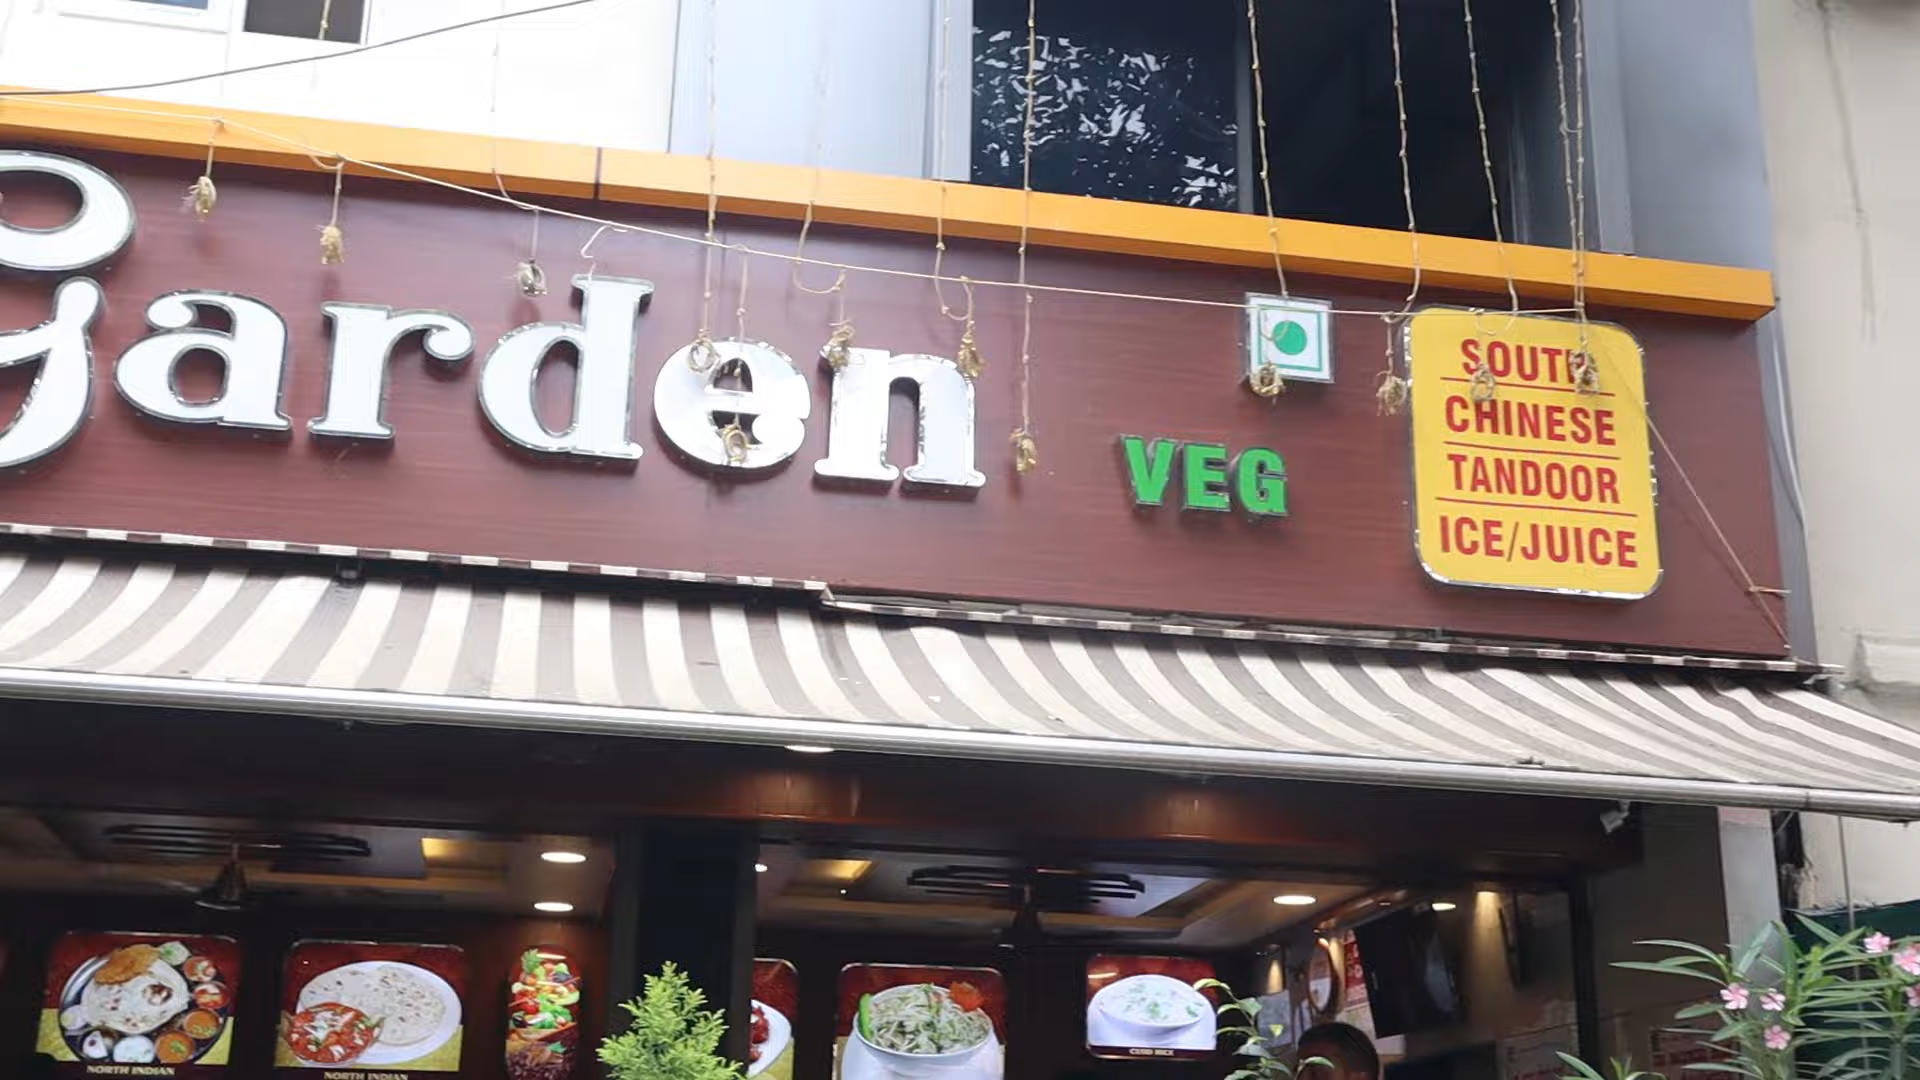 garden
VEG
SOUTH
CHINESE
TANDOOR
ICE/JUICE
NORTH INDIAN
NORTH INDIAN
CURD RICE